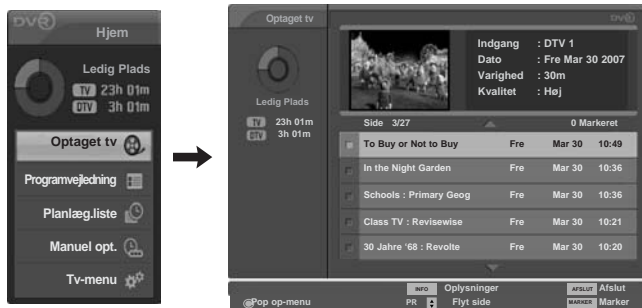 DVR
Hjem
Ledig Plads
TV 23h 01m
DTV 3h 01m
Optaget tv
Programvejledning
Planlæg.liste
Manuel opt.
Tv-menu
Optaget tv
DVR
Ledig Plads
TV 23h 01m
DTV 3h 01m
Indgang : DTV 1
Dato : Fre Mar 30 2007
Varighed : 30m
Kvalitet : Høj
Side 3/27 0 Markeret
To Buy or Not to Buy Fre Mar 30 10:49
In the Night Garden Fre Mar 30 10:36
Schools : Primary Geog Fre Mar 30 10:36
Class TV : Revisewise Fre Mar 30 10:21
30 Jahre '68 : Revolte Fre Mar 30 10:20
INFO Oplysninger AFSLUT Afslut
Pop op-menu PR Flyt side MARKER Marker